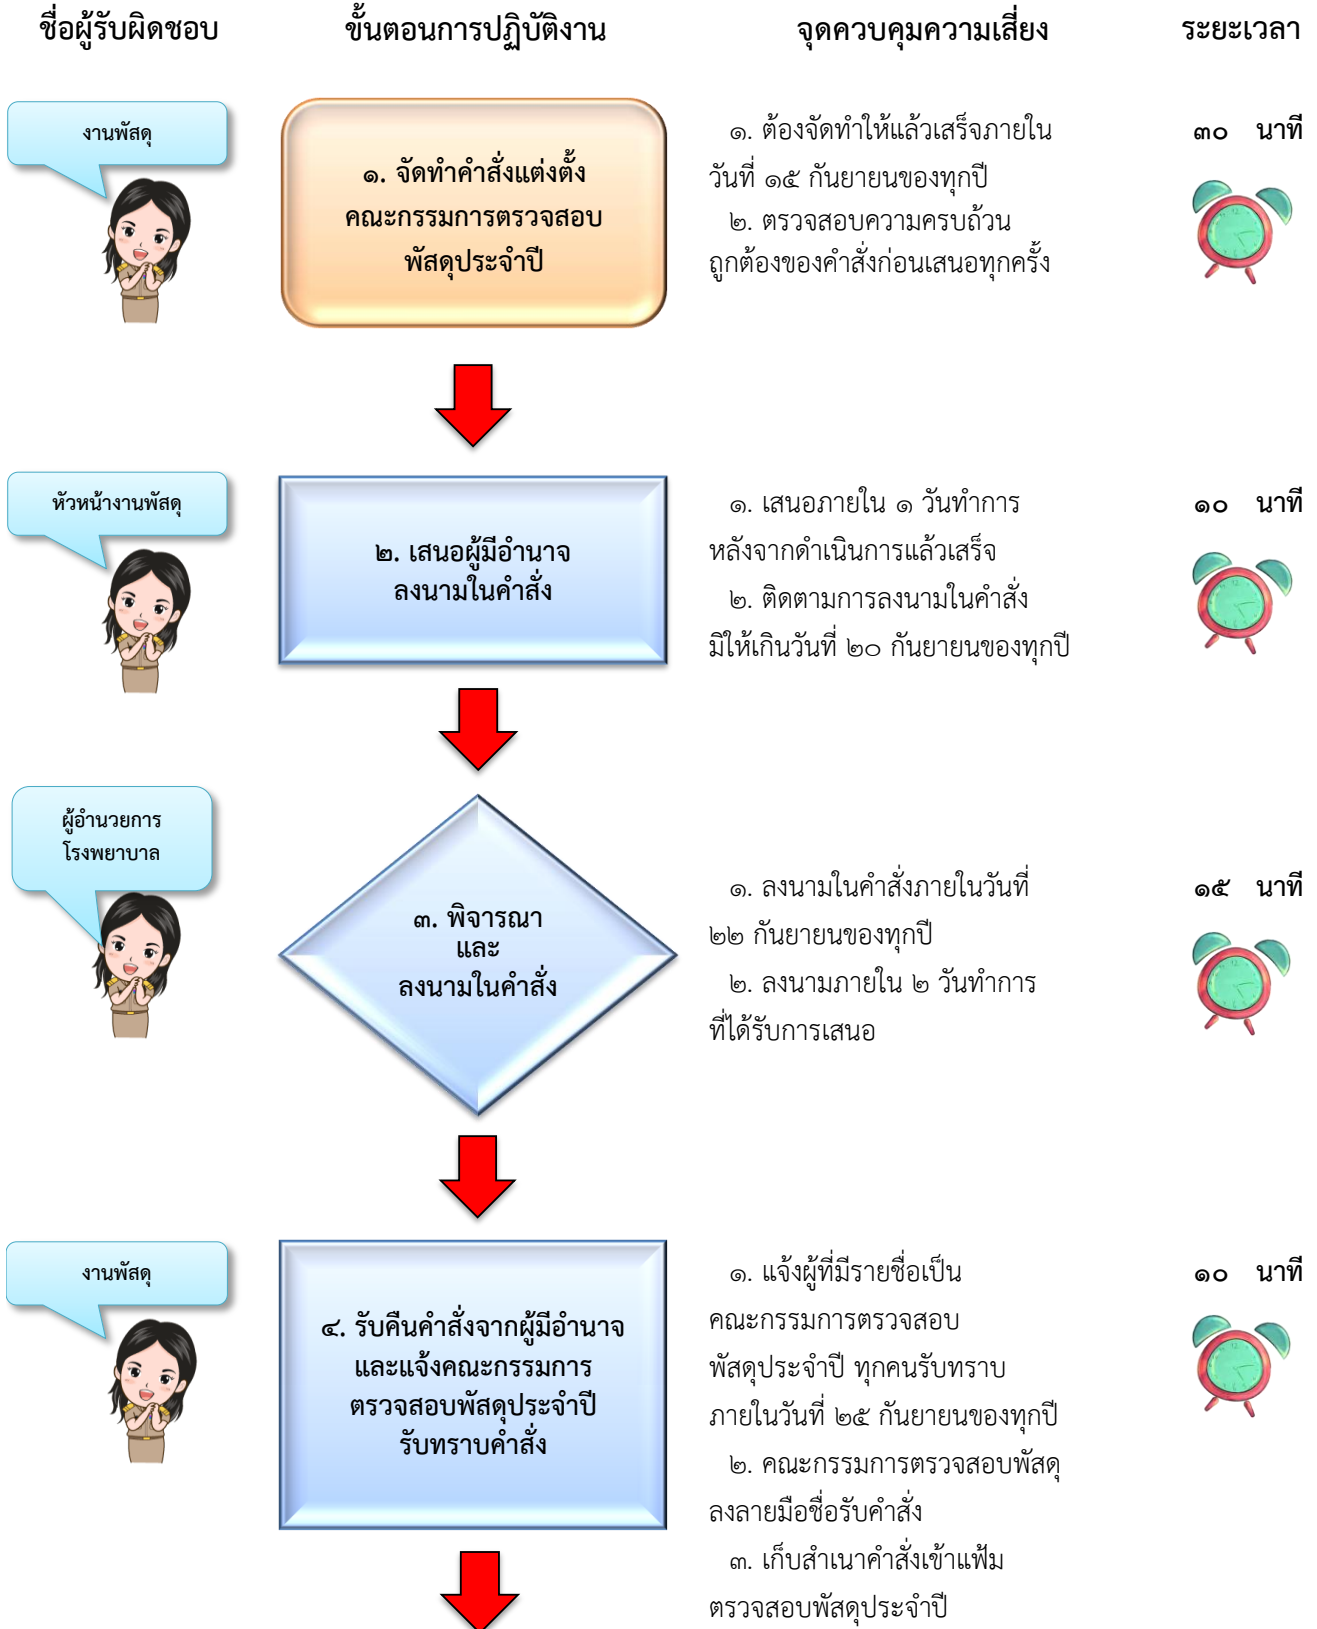 ชื่อผู้รับผิดชอบ ขั้นตอนการปฏิบัติงาน จุดควบคุมความเสี่ยง ระยะเวลา
งานพัสดุ
๑. จัดทำคำสั่งแต่งตั้ง
คณะกรรมการตรวจสอบ
พัสดุประจำปี
๑. ต้องจัดทำให้แล้วเสร็จภายใน
วันที่ ๑๕ กันยายนของทุกปี
๒. ตรวจสอบความครบถ้วน
ถูกต้องของคำสั่งก่อนเสนอทุกครั้ง
๓๐ นาที
หัวหน้างานพัสดุ
๒. เสนอผู้มีอำนาจ
ลงนามในคำสั่ง
๑. เสนอภายใน ๑ วันทำการ
หลังจากดำเนินการแล้วเสร็จ
๒. ติดตามการลงนามในคำสั่ง
มิให้เกินวันที่ ๒๐ กันยายนของทุกปี
๑๐ นาที
ผู้อำนวยการ
โรงพยาบาล
๓. พิจารณา
และ
ลงนามในคำสั่ง
๑. ลงนามในคำสั่งภายในวันที่
๒๒ กันยายนของทุกปี
๒. ลงนามภายใน ๒ วันทำการ
ที่ได้รับการเสนอ
๑๕ นาที
งานพัสดุ
๔. รับคืนคำสั่งจากผู้มีอำนาจ
และแจ้งคณะกรรมการ
ตรวจสอบพัสดุประจำปี
รับทราบคำสั่ง
๑. แจ้งผู้ที่มีรายชื่อเป็น
คณะกรรมการตรวจสอบ
พัสดุประจำปี ทุกคนรับทราบ
ภายในวันที่ ๒๕ กันยายนของทุกปี
๒. คณะกรรมการตรวจสอบพัสดุ
ลงลายมือชื่อรับคำสั่ง
๓. เก็บสำเนาคำสั่งเข้าแฟ้ม
ตรวจสอบพัสดุประจำปี
๑๐ นาที